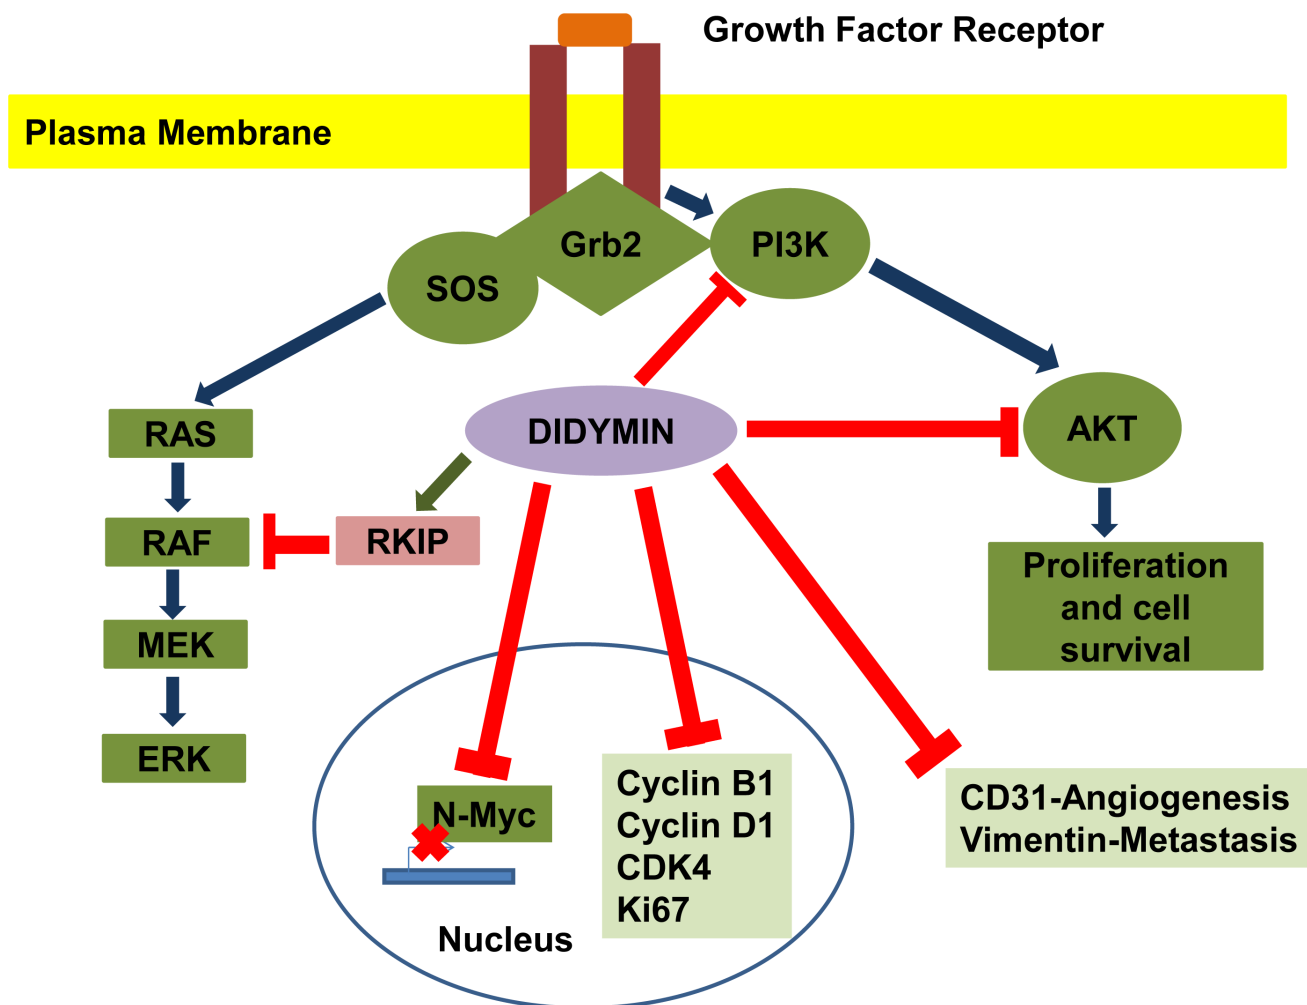 Growth Factor Receptor
Plasma Membrane
Grb2
PI3K
SOS
RAS
DIDYMIN
AKT
RAF
RKIP
Proliferation
and cell
survival
MEK
ERK
N-Myc
Cyclin B1
Cyclin D1
CDK4
Ki67
CD31-Angiogenesis
Vimentin-Metastasis
Nucleus